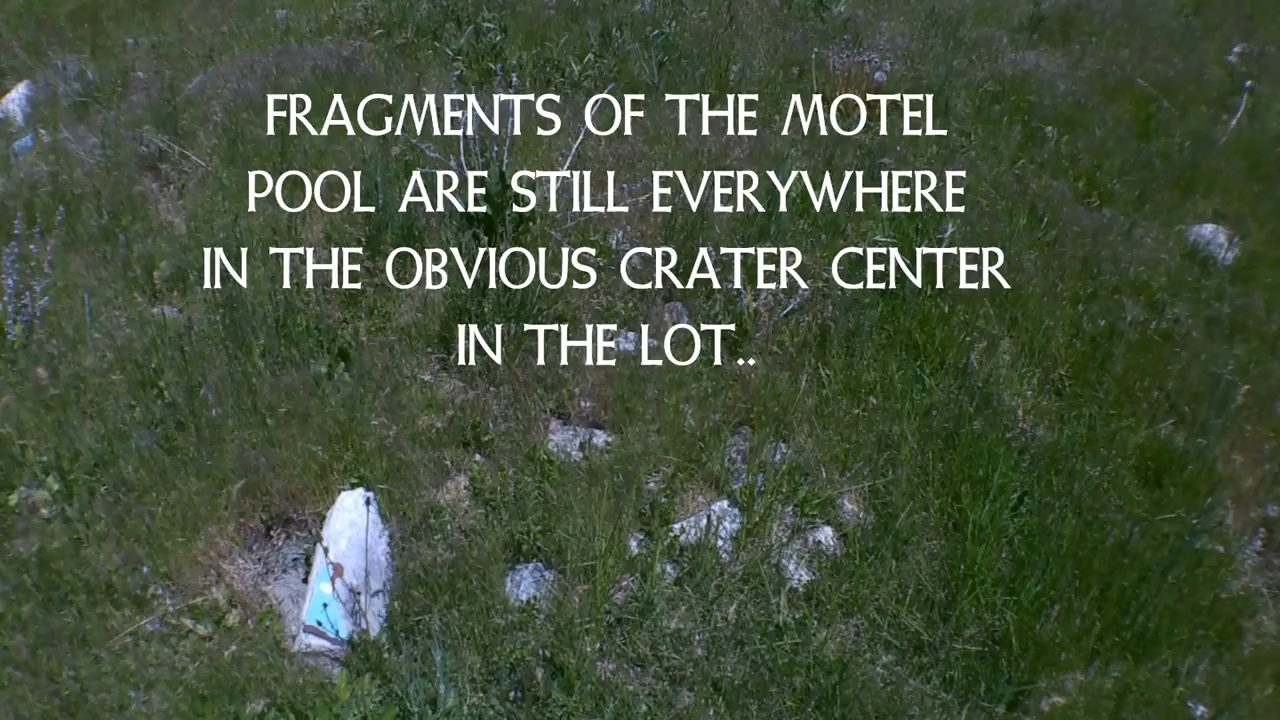 FRAGMENTS OF THE MOTEL
POOL ARE STILL EVERYWHERE
IN THE OBVIOUS CRATER CENTER
IN THE LOT..